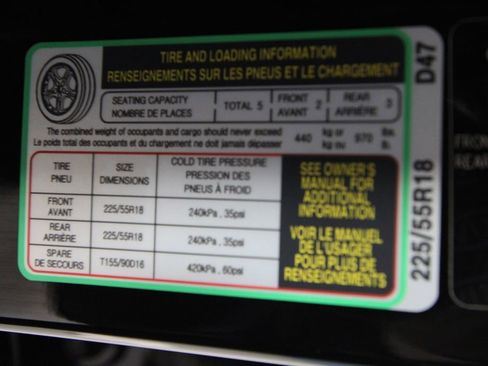 TIRE AND LOADING INFORMATION
RENSEIGNEMENTS SUR LES PNEUS ET LE CHARGEMENT
SEATING CAPACITY
NOMBRE DE PLACES
TOTAL 5
FRONT
AVANT 2
REAR
ARRIÈRE 3
The combined weight of occupants and cargo should never exceed
Le poids total des occupants et du chargement ne doit jamais dépasser
440 kg or
kg ou
970 lbs.
lb.
TIRE
PNEU
SIZE
DIMENSIONS
COLD TIRE PRESSURE
PRESSION DES
PNEUS À FROID
FRONT
AVANT
225/55R18
240kPa , 35psi
REAR
ARRIÈRE
225/55R18
240kPa , 35psi
SPARE
DE SECOURS
T155/90D16
420kPa , 60psi
SEE OWNER'S
MANUAL FOR
ADDITIONAL
INFORMATION
VOIR LE MANUEL
DE L'USAGER
POUR PLUS DE
RENSEIGNEMENTS
225/55R18 D47